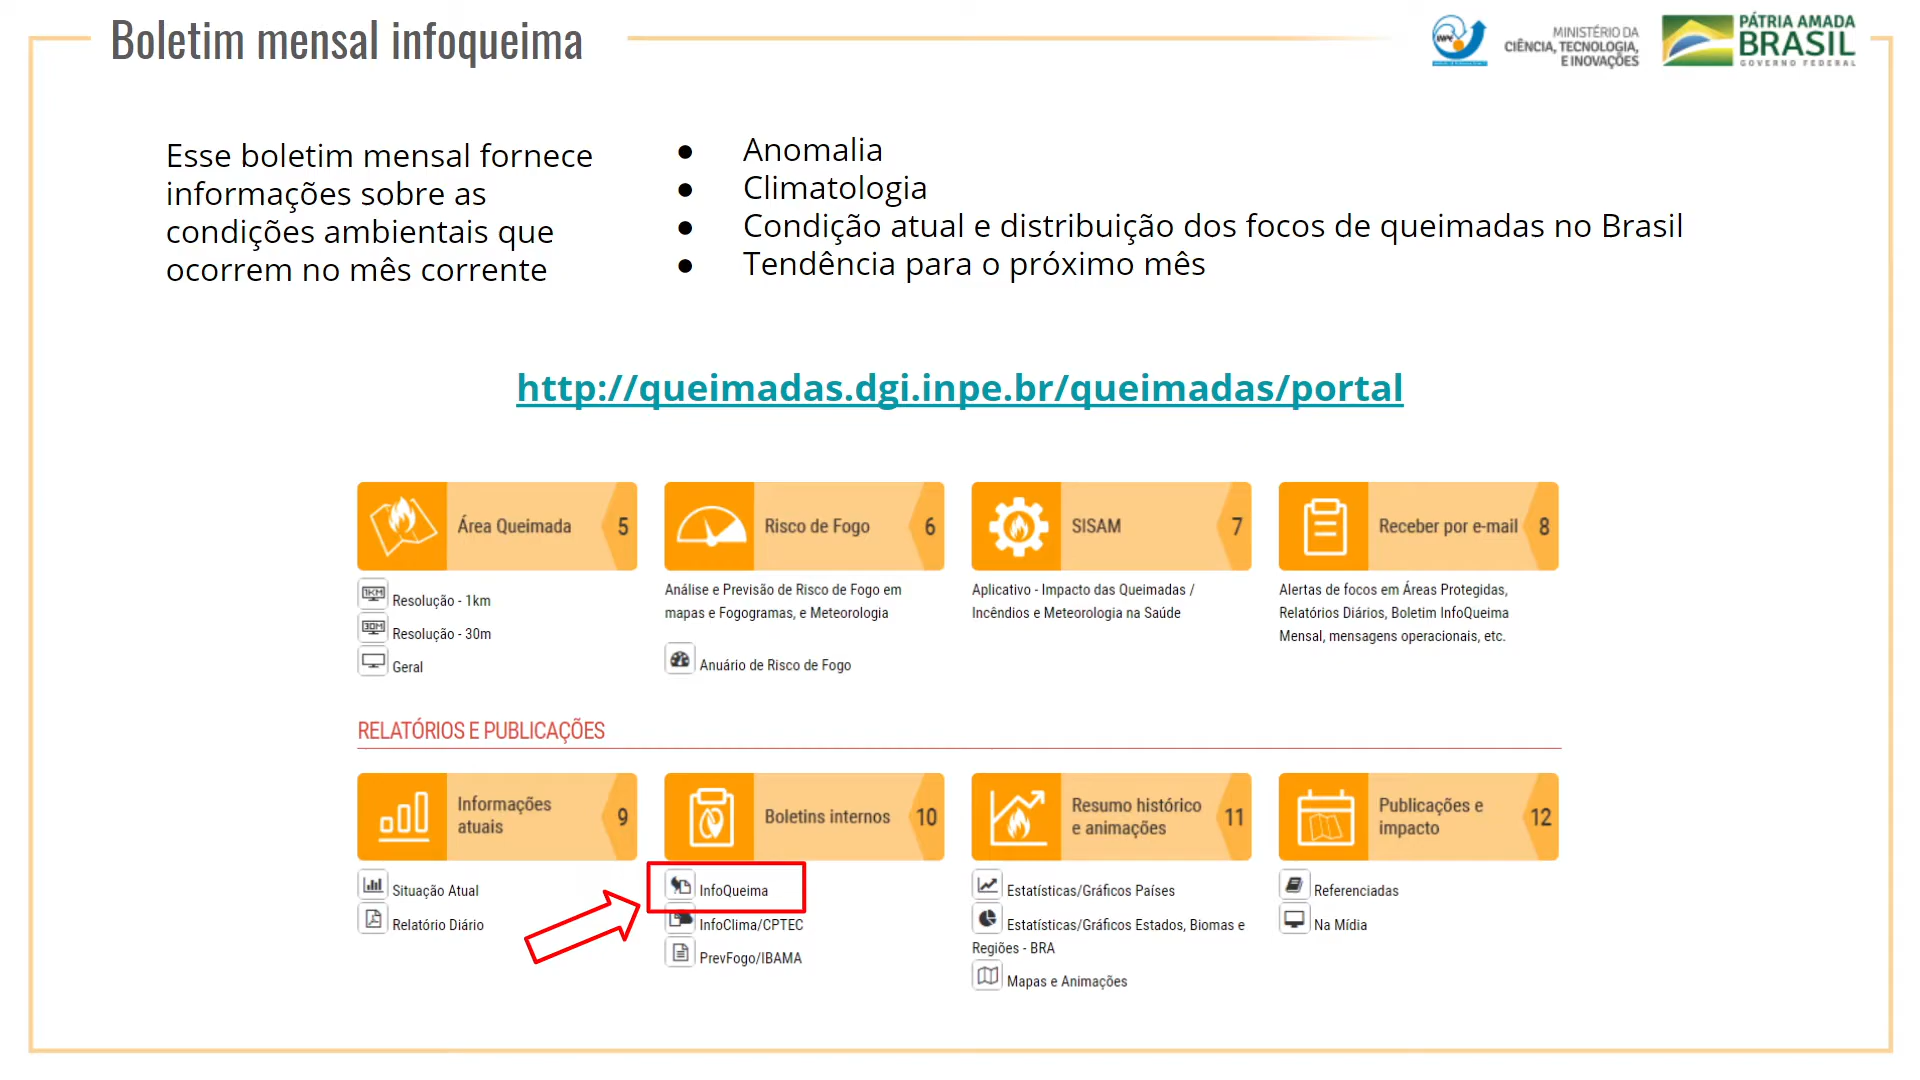 Boletim mensal infoqueima
INPE
MINISTÉRIO DA
CIÊNCIA, TECNOLOGIA,
E INOVAÇÕES
PÁTRIA AMADA
BRASIL
GOVERNO FEDERAL
Esse boletim mensal fornece
informações sobre as
condições ambientais que
ocorrem no mês corrente
● Anomalia
● Climatologia
● Condição atual e distribuição dos focos de queimadas no Brasil
● Tendência para o próximo mês
http://queimadas.dgi.inpe.br/queimadas/portal
Área Queimada 5
1KM Resolução - 1km
30M Resolução - 30m
Geral
Risco de Fogo 6
Análise e Previsão de Risco de Fogo em
mapas e Fogogramas, e Meteorologia
Anuário de Risco de Fogo
SISAM 7
Aplicativo - Impacto das Queimadas /
Incêndios e Meteorologia na Saúde
Receber por e-mail 8
Alertas de focos em Áreas Protegidas,
Relatórios Diários, Boletim InfoQueima
Mensal, mensagens operacionais, etc.
RELATÓRIOS E PUBLICAÇÕES
Informações
atuais 9
Situação Atual
Relatório Diário
Boletins internos 10
InfoQueima
InfoClima/CPTEC
PrevFogo/IBAMA
Resumo histórico
e animações 11
Estatísticas/Gráficos Países
Estatísticas/Gráficos Estados, Biomas e
Regiões - BRA
Mapas e Animações
Publicações e
impacto 12
Referenciadas
Na Mídia